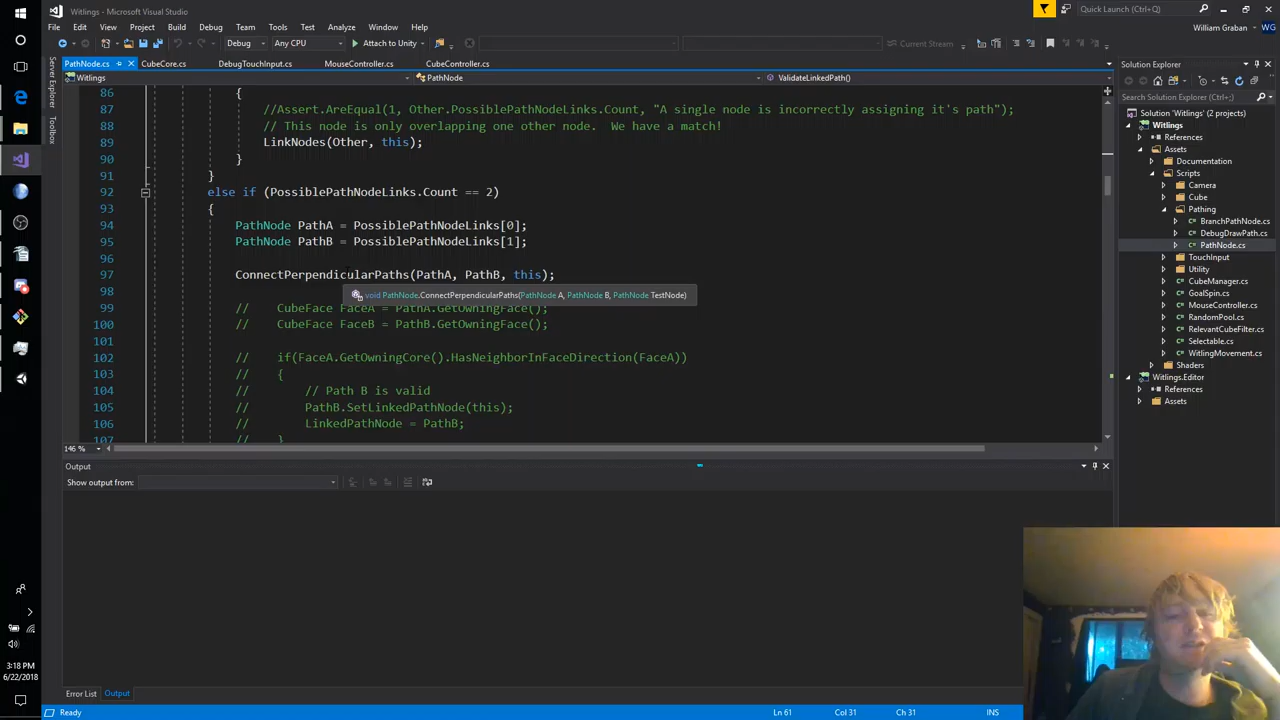 Witlings - Microsoft Visual Studio
Quick Launch (Ctrl+Q)
File Edit View Project Build Debug Team Tools Test Analyze Window Help
William Graban WG
Debug Any CPU Attach to Unity Current Stream
PathNode.cs CubeCore.cs DebugTouchInput.cs MouseController.cs CubeController.cs
Witlings PathNode ValidateLinkedPath()
Server Explorer
Toolbox
86 {
87 //Assert.AreEqual(1, Other.PossiblePathNodeLinks.Count, "A single node is incorrectly assigning it's path");
88 // This node is only overlapping one other node. We have a match!
89 LinkNodes(Other, this);
90 }
91 }
92 else if (PossiblePathNodeLinks.Count == 2)
93 {
94 PathNode PathA = PossiblePathNodeLinks[0];
95 PathNode PathB = PossiblePathNodeLinks[1];
96
97 ConnectPerpendicularPaths(PathA, PathB, this);
98
void PathNode.ConnectPerpendicularPaths(PathNode A, PathNode B, PathNode TestNode)
99 // CubeFace FaceA = PathA.GetOwningFace();
100 // CubeFace FaceB = PathB.GetOwningFace();
101
102 // if(FaceA.GetOwningCore().HasNeighborInFaceDirection(FaceA))
103 // {
104 // // Path B is valid
105 // PathB.SetLinkedPathNode(this);
106 // LinkedPathNode = PathB;
107 // }
146 %
Output
Show output from:
Error List Output
Ready Ln 61 Col 31 Ch 31 INS
Solution Explorer
Search Solution Explorer (Ctrl+;)
Solution 'Witlings' (2 projects)
Witlings
References
Assets
Documentation
Scripts
Camera
Cube
Pathing
BranchPathNode.cs
DebugDrawPath.cs
PathNode.cs
TouchInput
Utility
CubeManager.cs
GoalSpin.cs
MouseController.cs
RandomPool.cs
RelevantCubeFilter.cs
Selectable.cs
WitlingMovement.cs
Shaders
Witlings.Editor
References
Assets
3:18 PM
6/22/2018